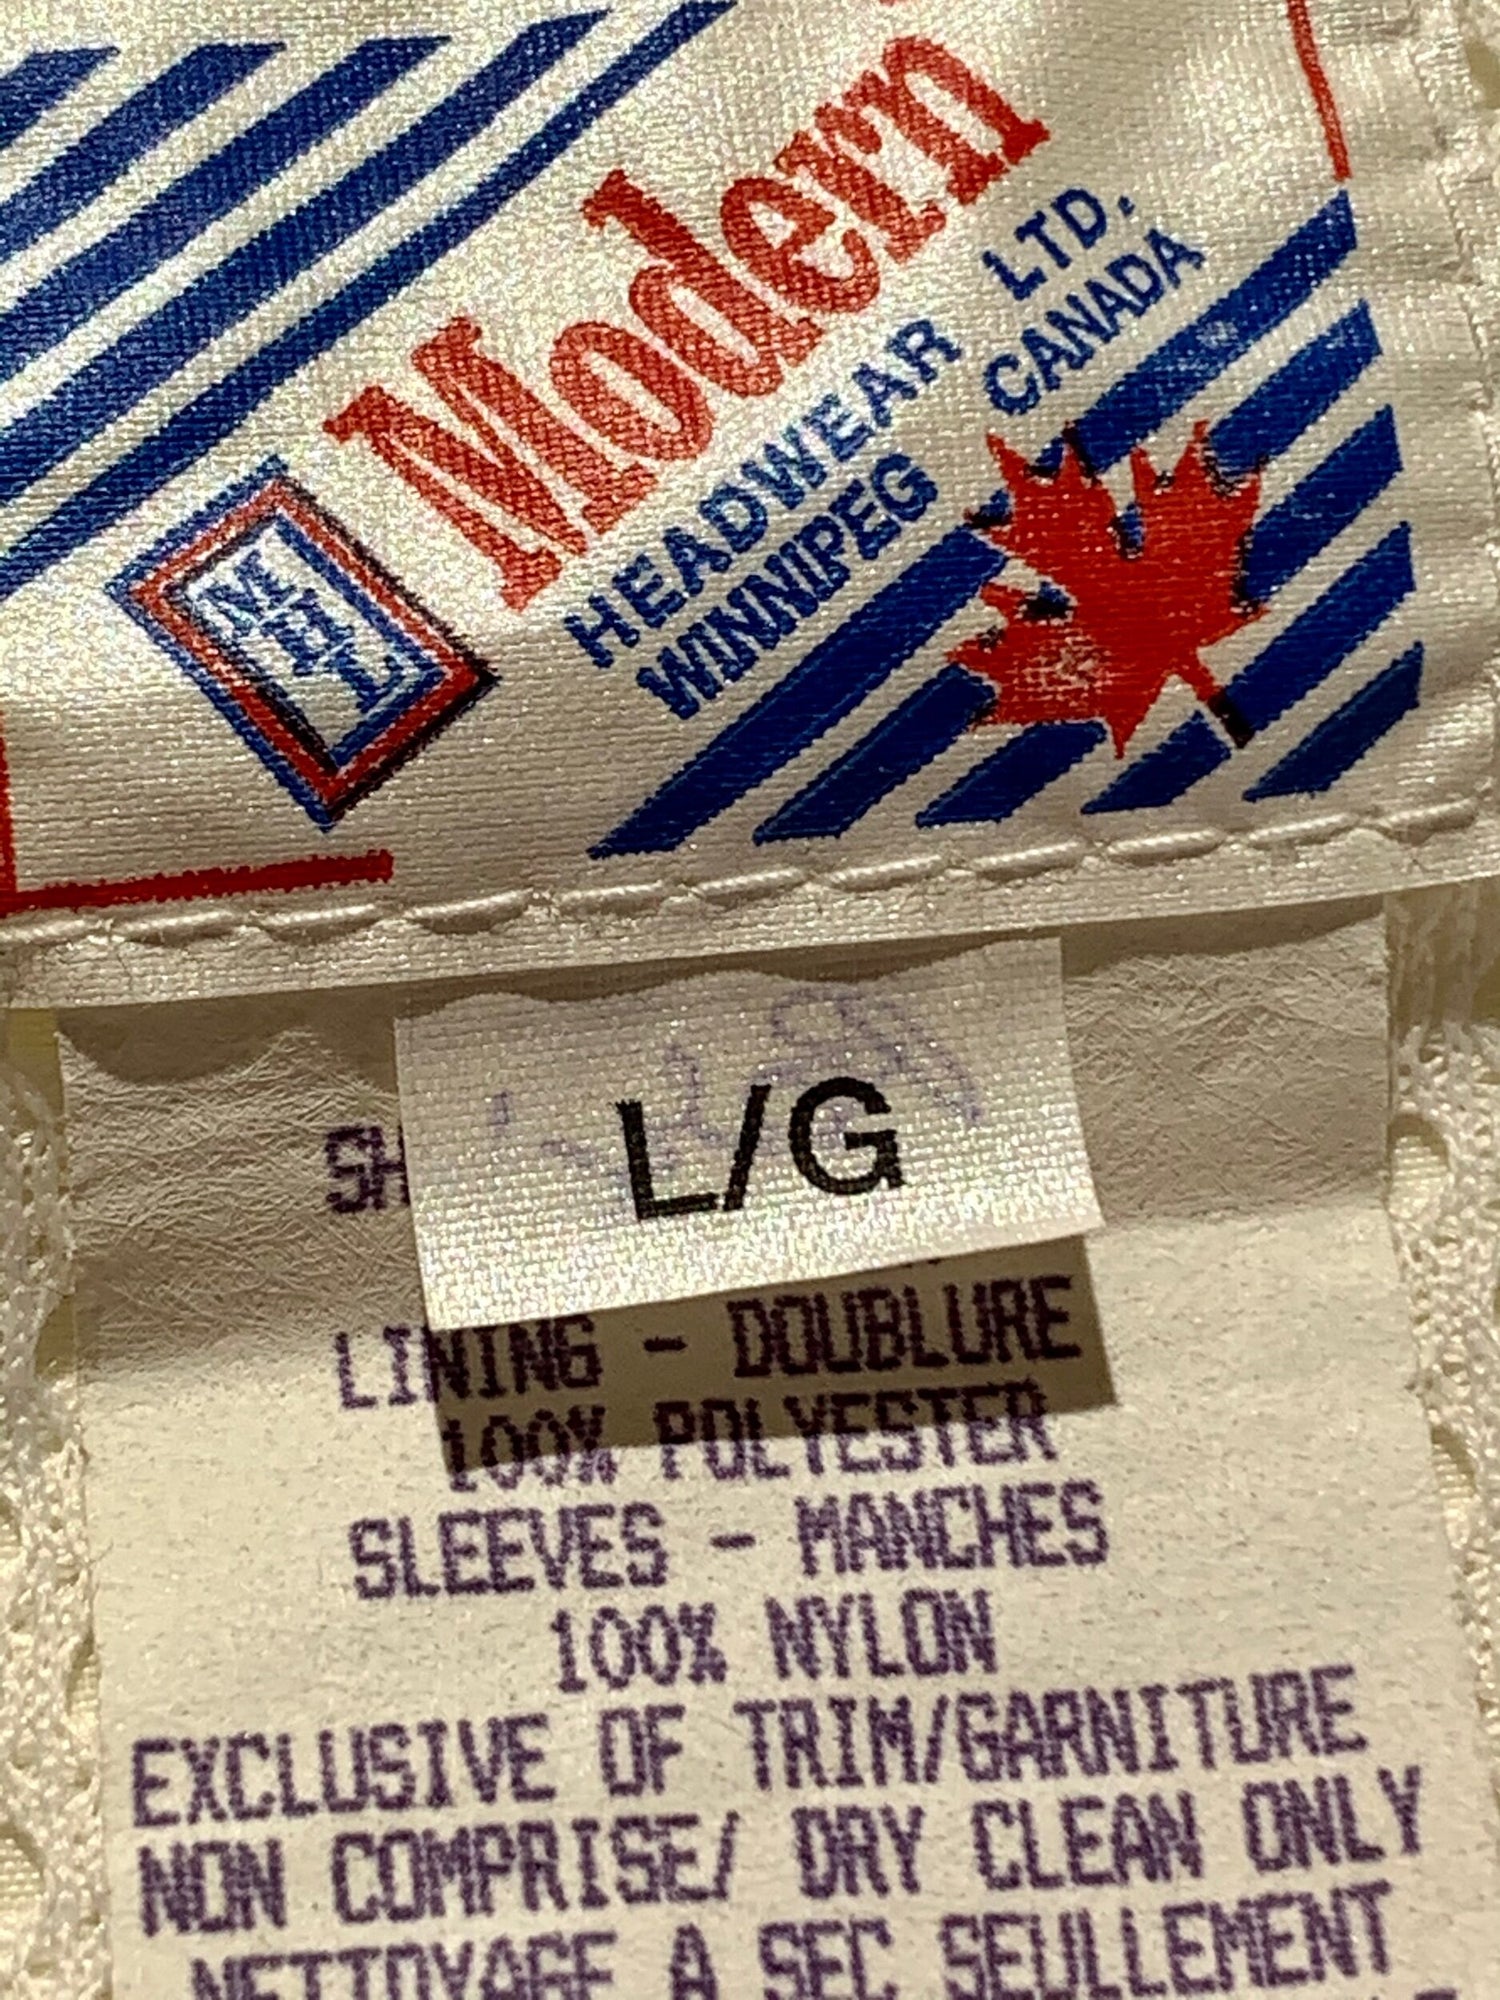 Modern
HEADWEAR LTD.
WINNIPEG CANADA
MHL
L/G
LINING - DOUBLURE
100% POLYESTER
SLEEVES - MANCHES
100% NYLON
EXCLUSIVE OF TRIM/GARNITURE
NON COMPRISE/ DRY CLEAN ONLY
NETTOYAGE A SEC SEULLEMENT